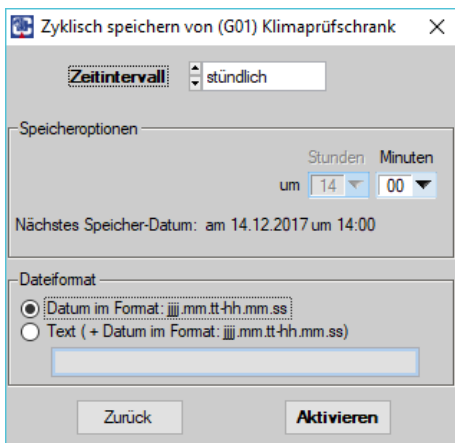 Zyklisch speichern von (G01) Klimaprüfschrank
Zeitintervall stündlich
Speicheroptionen
Stunden Minuten
um 14 00
Nächstes Speicher-Datum: am 14.12.2017 um 14:00
Dateiformat
Datum im Format: jjjj.mm.tt-hh.mm.ss
Text ( + Datum im Format: jjjj.mm.tt-hh.mm.ss)
Zurück Aktivieren